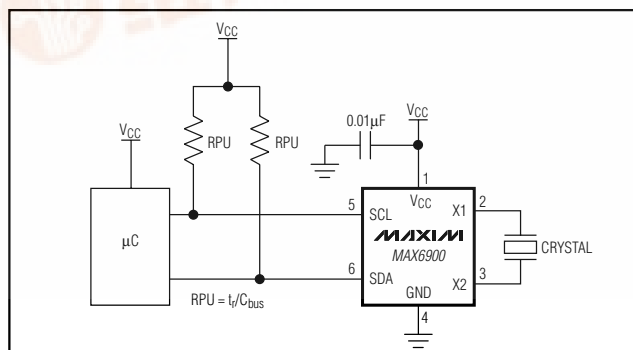 VCC
VCC
0.01µF
VCC
RPU
RPU
1
VCC
5
SCL
X1
2
µC
MAXIM
MAX6900
CRYSTAL
6
SDA
X2
3
GND
RPU = tr/Cbus
4